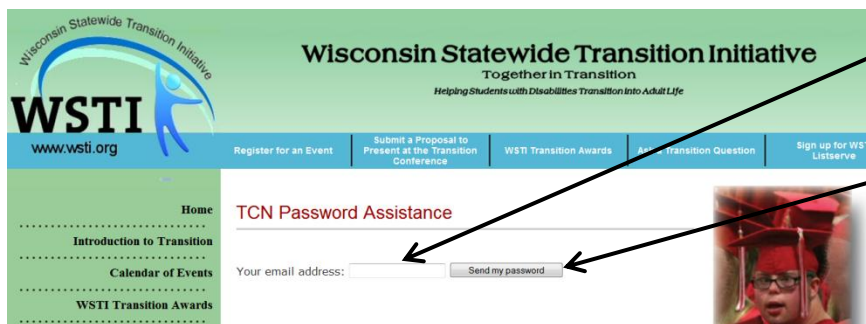 Wisconsin Statewide Transition Initiative
WSTI
www.wsti.org
Wisconsin Statewide Transition Initiative
Together in Transition
Helping Students with Disabilities Transition into Adult Life
Register for an Event
Submit a Proposal to
Present at the Transition
Conference
WSTI Transition Awards
Transition Question
Sign up for
Listserve
Home
Introduction to Transition
Calendar of Events
WSTI Transition Awards
TCN Password Assistance
Your email address:
Send my password